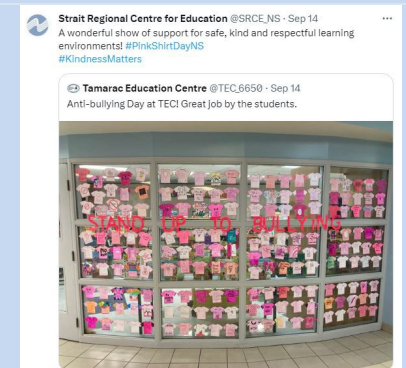 Strait Regional Centre for Education @SRCE_NS · Sep 14
A wonderful show of support for safe, kind and respectful learning
environments! #PinkShirtDayNS
#KindnessMatters
Tamarac Education Centre @TEC_6650 · Sep 14
Anti-bullying Day at TEC! Great job by the students.
STAND UP TO BULLYING